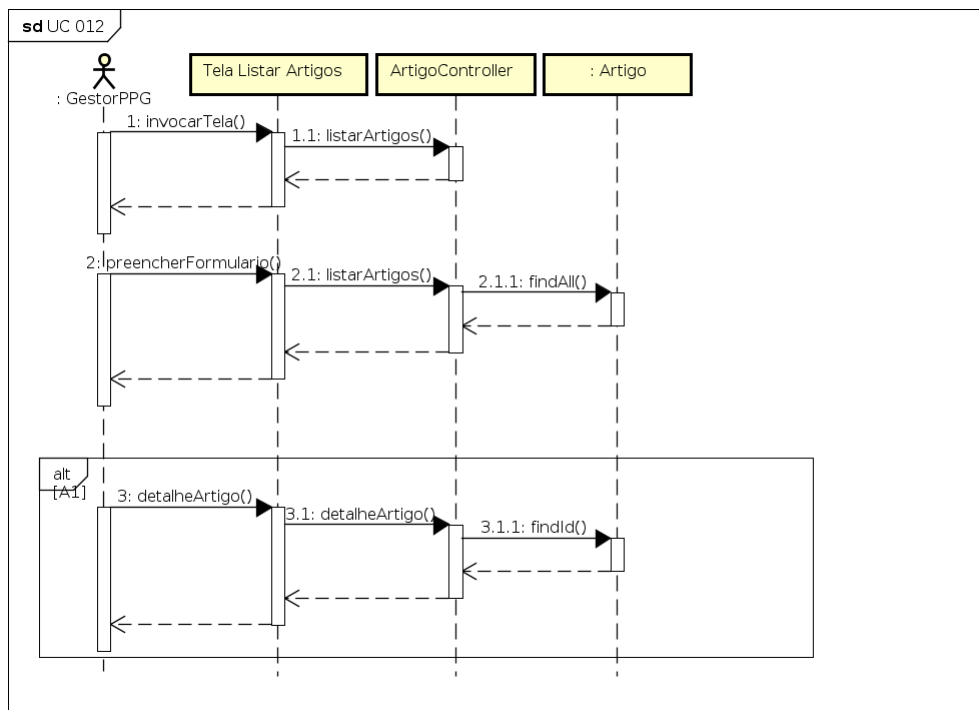 sd UC 012
Tela Listar Artigos
ArtigoController
: Artigo
: GestorPPG
1: invocarTela()
1.1: listarArtigos()
2: preencherFormulario()
2.1: listarArtigos()
2.1.1: findAll()
alt
[A1]
3: detalheArtigo()
3.1: detalheArtigo()
3.1.1: findId()